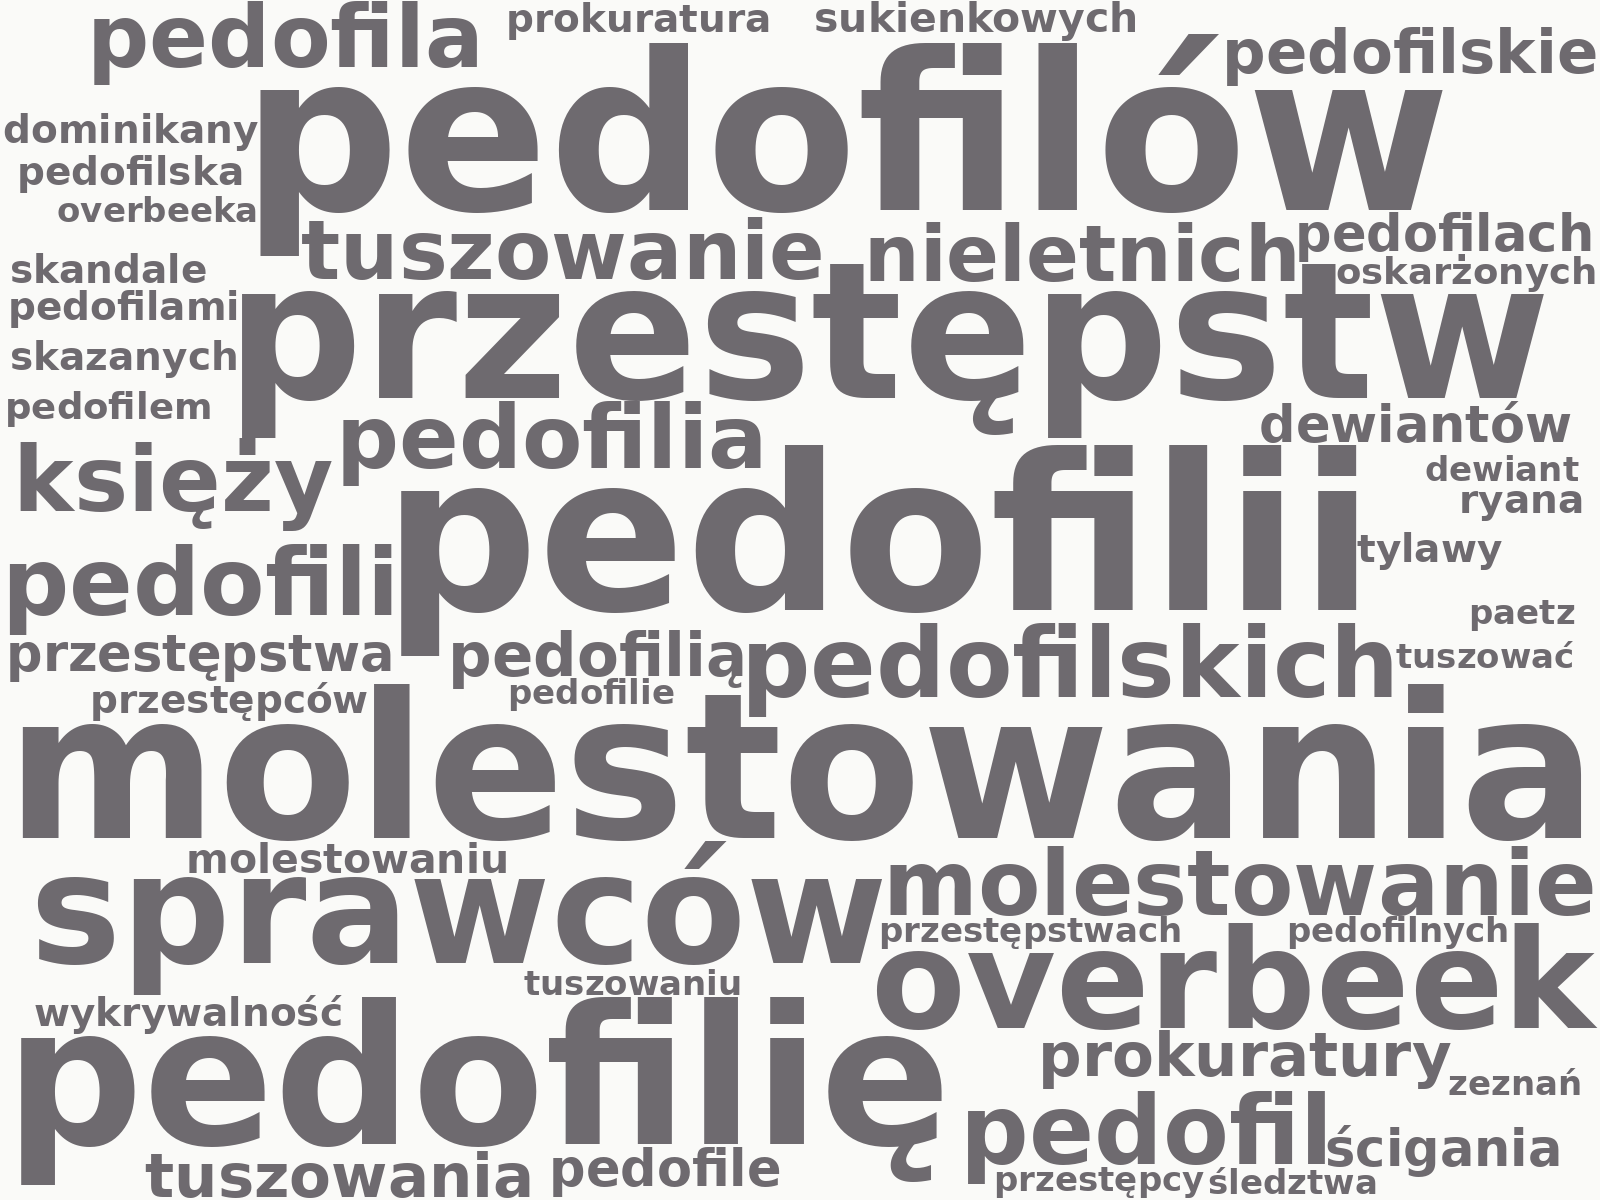 pedofila
prokuratura
sukienkowych
pedofilskie
pedofilów
dominikany
pedofilska
overbeeka
tuszowanie
nieletnich
pedofilach
oskarżonych
skandale
pedofilami
przestępstw
skazanych
pedofilem
pedofilia
dewiantów
księży
pedofilii
dewiant
ryana
tylawy
pedofili
paetz
przestępstwa
pedofilią
pedofilskich
tuszować
przestępców
pedofilie
molestowania
molestowaniu
sprawców
molestowanie
przestępstwach
pedofilnych
overbeek
tuszowaniu
wykrywalność
pedofilię
prokuratury
zeznań
pedofil
ścigania
tuszowania
pedofile
przestępcy
śledztwa